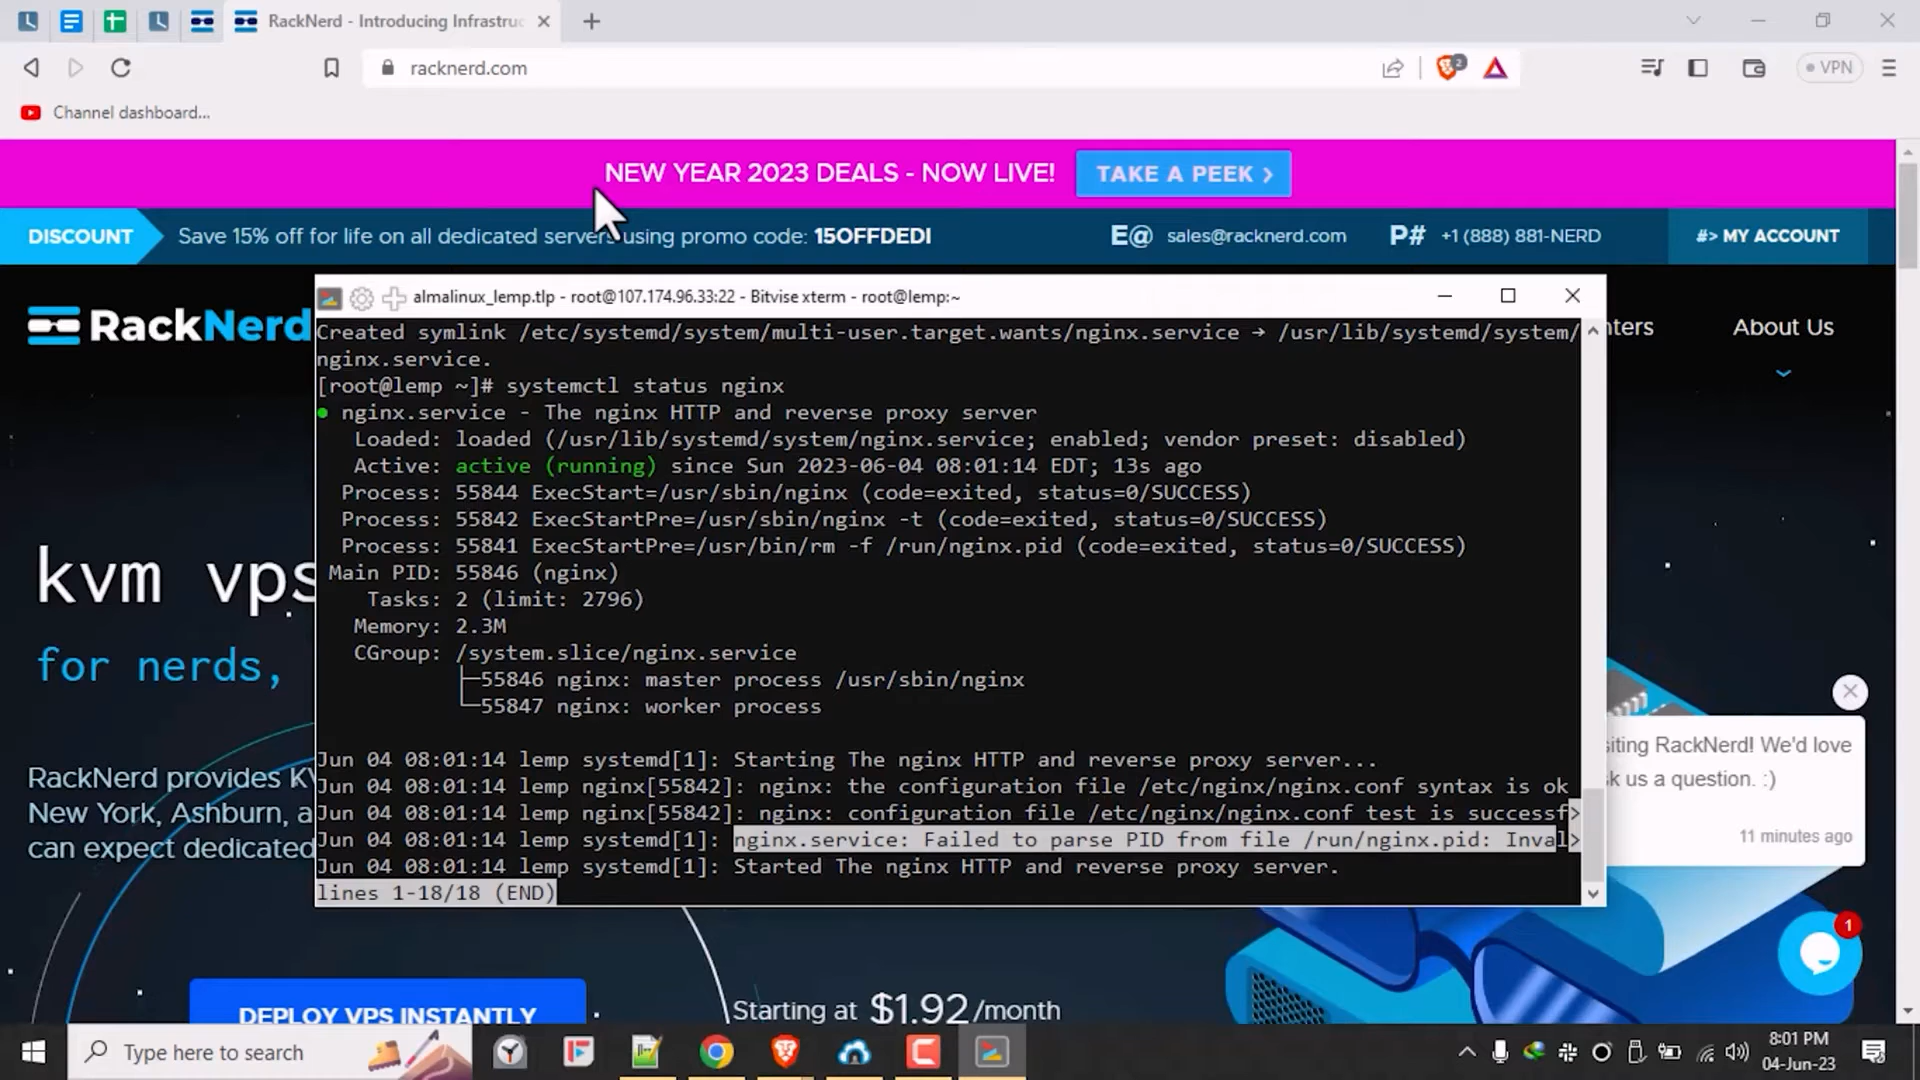 RackNerd - Introducing Infrastruc
racknerd.com
2
VPN
Channel dashboard...
NEW YEAR 2023 DEALS - NOW LIVE!
TAKE A PEEK >
DISCOUNT
Save 15% off for life on all dedicated servers using promo code: 15OFFDEDI
E@ sales@racknerd.com
P# +1 (888) 881-NERD
#> MY ACCOUNT
almalinux_lemp.tlp - root@107.174.96.33:22 - Bitvise xterm - root@lemp:~
RackNerd
nters
About Us
Created symlink /etc/systemd/system/multi-user.target.wants/nginx.service → /usr/lib/systemd/system/
nginx.service.
[root@lemp ~]# systemctl status nginx
● nginx.service - The nginx HTTP and reverse proxy server
Loaded: loaded (/usr/lib/systemd/system/nginx.service; enabled; vendor preset: disabled)
Active: active (running) since Sun 2023-06-04 08:01:14 EDT; 13s ago
Process: 55844 ExecStart=/usr/sbin/nginx (code=exited, status=0/SUCCESS)
Process: 55842 ExecStartPre=/usr/sbin/nginx -t (code=exited, status=0/SUCCESS)
Process: 55841 ExecStartPre=/usr/bin/rm -f /run/nginx.pid (code=exited, status=0/SUCCESS)
Main PID: 55846 (nginx)
Tasks: 2 (limit: 2796)
Memory: 2.3M
CGroup: /system.slice/nginx.service
├─55846 nginx: master process /usr/sbin/nginx
└─55847 nginx: worker process
Jun 04 08:01:14 lemp systemd[1]: Starting The nginx HTTP and reverse proxy server...
Jun 04 08:01:14 lemp nginx[55842]: nginx: the configuration file /etc/nginx/nginx.conf syntax is ok
Jun 04 08:01:14 lemp nginx[55842]: nginx: configuration file /etc/nginx/nginx.conf test is successf>
Jun 04 08:01:14 lemp systemd[1]: nginx.service: Failed to parse PID from file /run/nginx.pid: Inval>
Jun 04 08:01:14 lemp systemd[1]: Started The nginx HTTP and reverse proxy server.
lines 1-18/18 (END)
kvm vps
for nerds,
RackNerd provides KV
New York, Ashburn, a
can expect dedicated
siting RackNerd! We'd love
sk us a question. :)
11 minutes ago
1
DEPLOY VPS INSTANTLY
Starting at $1.92/month
Type here to search
8:01 PM
04-Jun-23